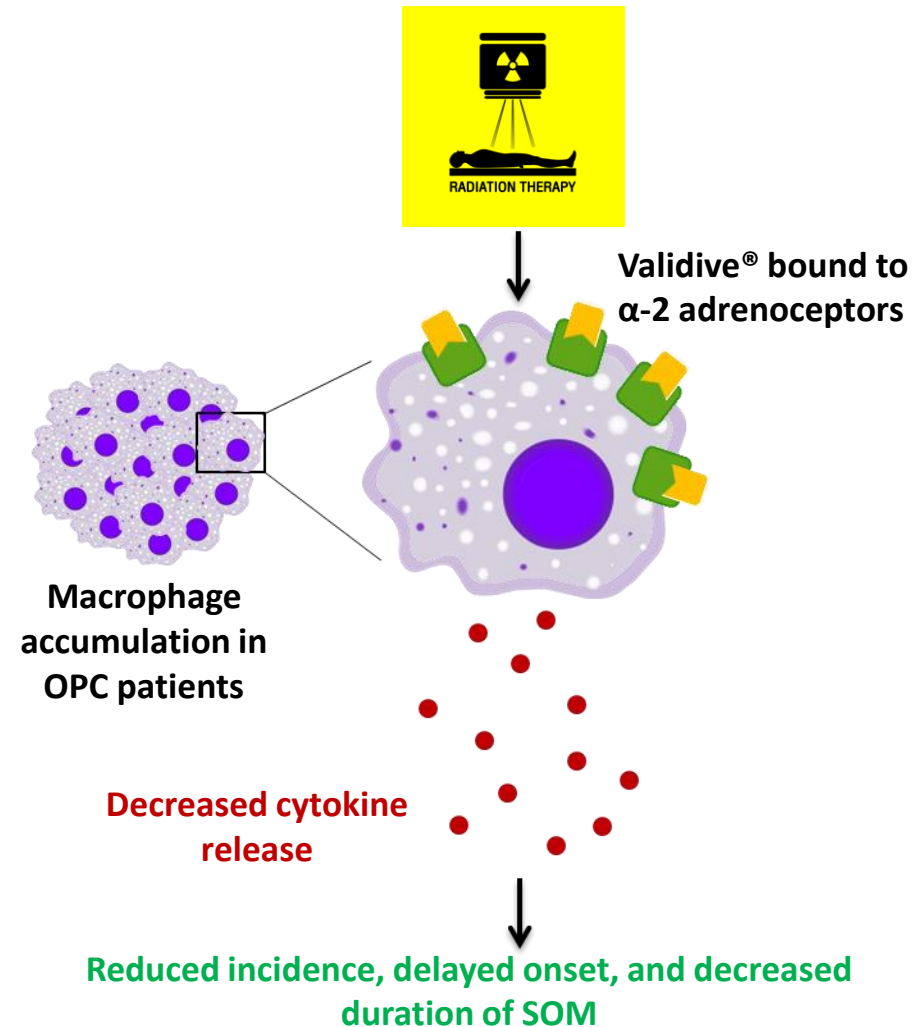 RADIATION THERAPY
Validive® bound to
α-2 adrenoceptors
Macrophage
accumulation in
OPC patients
Decreased cytokine
release
Reduced incidence, delayed onset, and decreased
duration of SOM